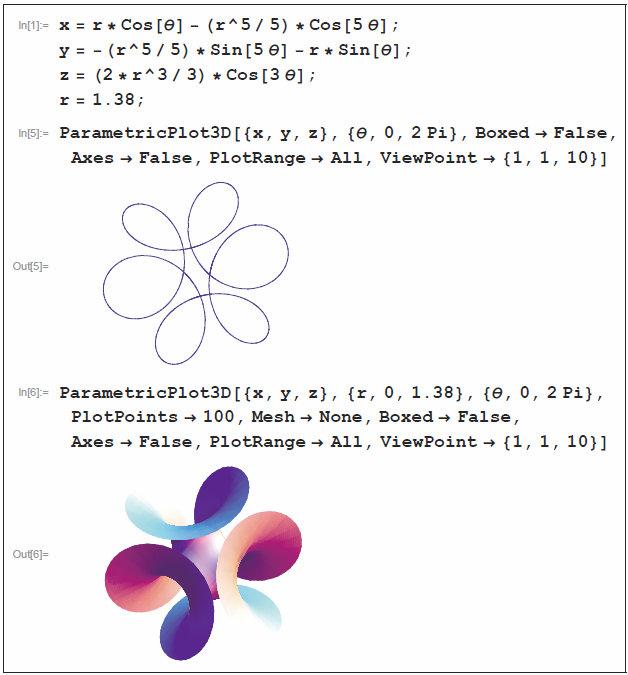 In[1]:= x = r * Cos[θ] - (r^5 / 5) * Cos[5 θ];
y = -(r^5 / 5) * Sin[5 θ] - r * Sin[θ];
z = (2 * r^3 / 3) * Cos[3 θ];
r = 1.38;
In[5]:= ParametricPlot3D[{x, y, z}, {θ, 0, 2 Pi}, Boxed → False,
Axes → False, PlotRange → All, ViewPoint → {1, 1, 10}]
Out[5]=
In[6]:= ParametricPlot3D[{x, y, z}, {r, 0, 1.38}, {θ, 0, 2 Pi},
PlotPoints → 100, Mesh → None, Boxed → False,
Axes → False, PlotRange → All, ViewPoint → {1, 1, 10}]
Out[6]=